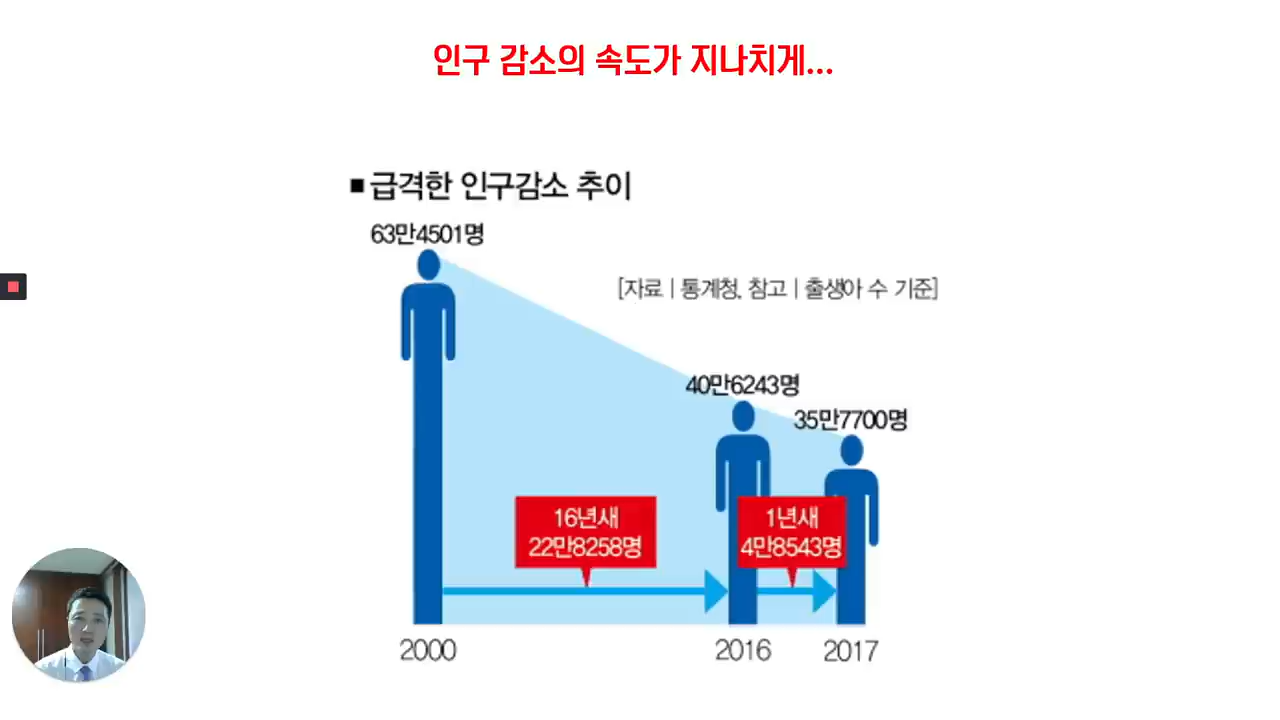 인구 감소의 속도가 지나치게...
■ 급격한 인구감소 추이
63만4501명
[자료 | 통계청, 참고 | 출생아 수 기준]
40만6243명
35만7700명
16년새
22만8258명
1년새
4만8543명
2000
2016
2017